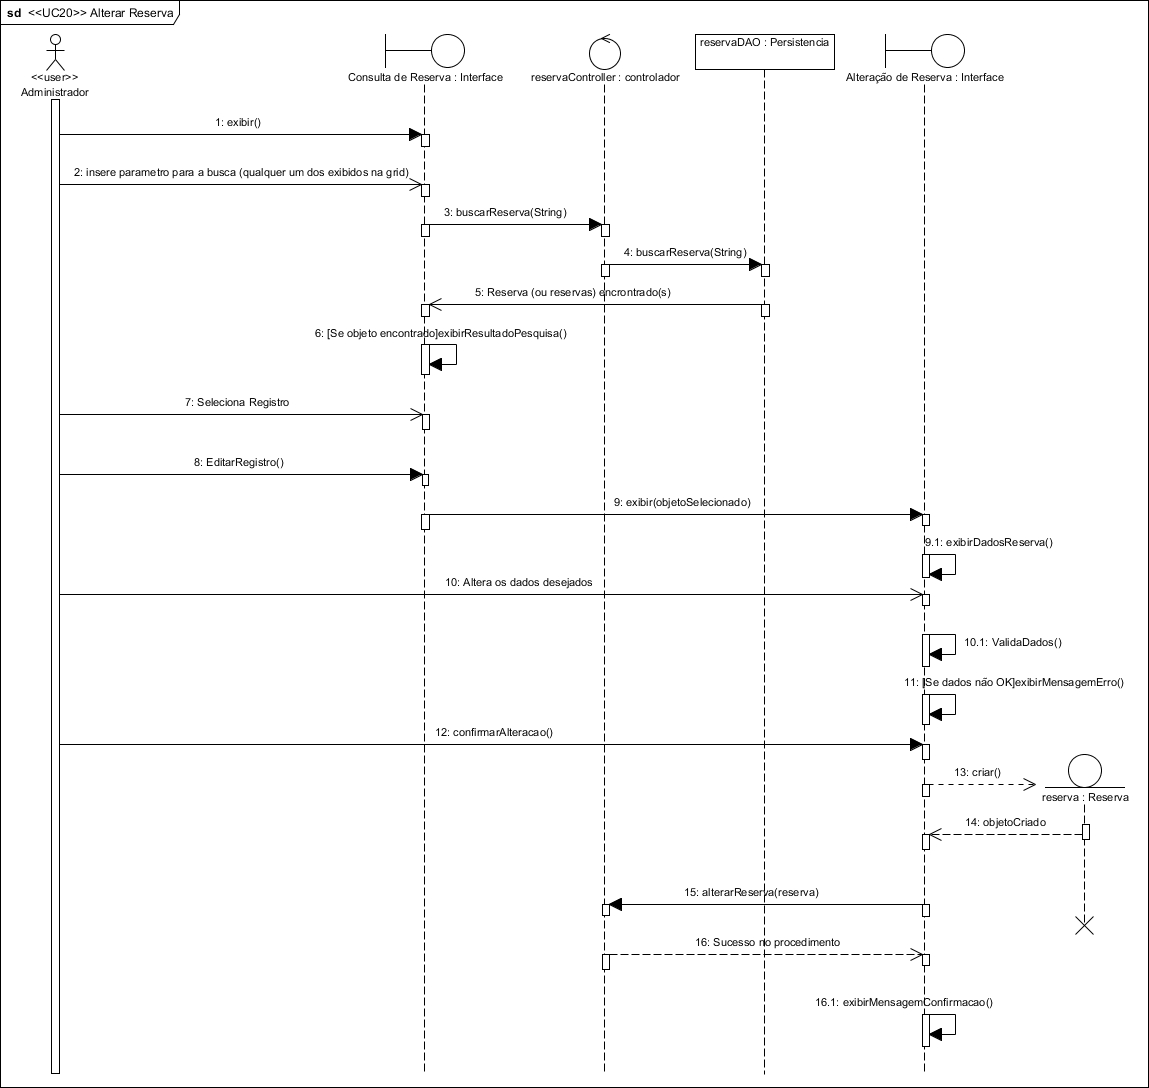 sd <<UC20>> Alterar Reserva
<<user>>
Administrador
Consulta de Reserva : Interface
reservaController : controlador
reservaDAO : Persistencia
Alteração de Reserva : Interface
1: exibir()
2: insere parametro para a busca (qualquer um dos exibidos na grid)
3: buscarReserva(String)
4: buscarReserva(String)
5: Reserva (ou reservas) encrontrado(s)
6: [Se objeto encontrado]exibirResultadoPesquisa()
7: Seleciona Registro
8: EditarRegistro()
9: exibir(objetoSelecionado)
9.1: exibirDadosReserva()
10: Altera os dados desejados
10.1: ValidaDados()
11: [Se dados não OK]exibirMensagemErro()
12: confirmarAlteracao()
13: criar()
reserva : Reserva
14: objetoCriado
15: alterarReserva(reserva)
16: Sucesso no procedimento
16.1: exibirMensagemConfirmacao()